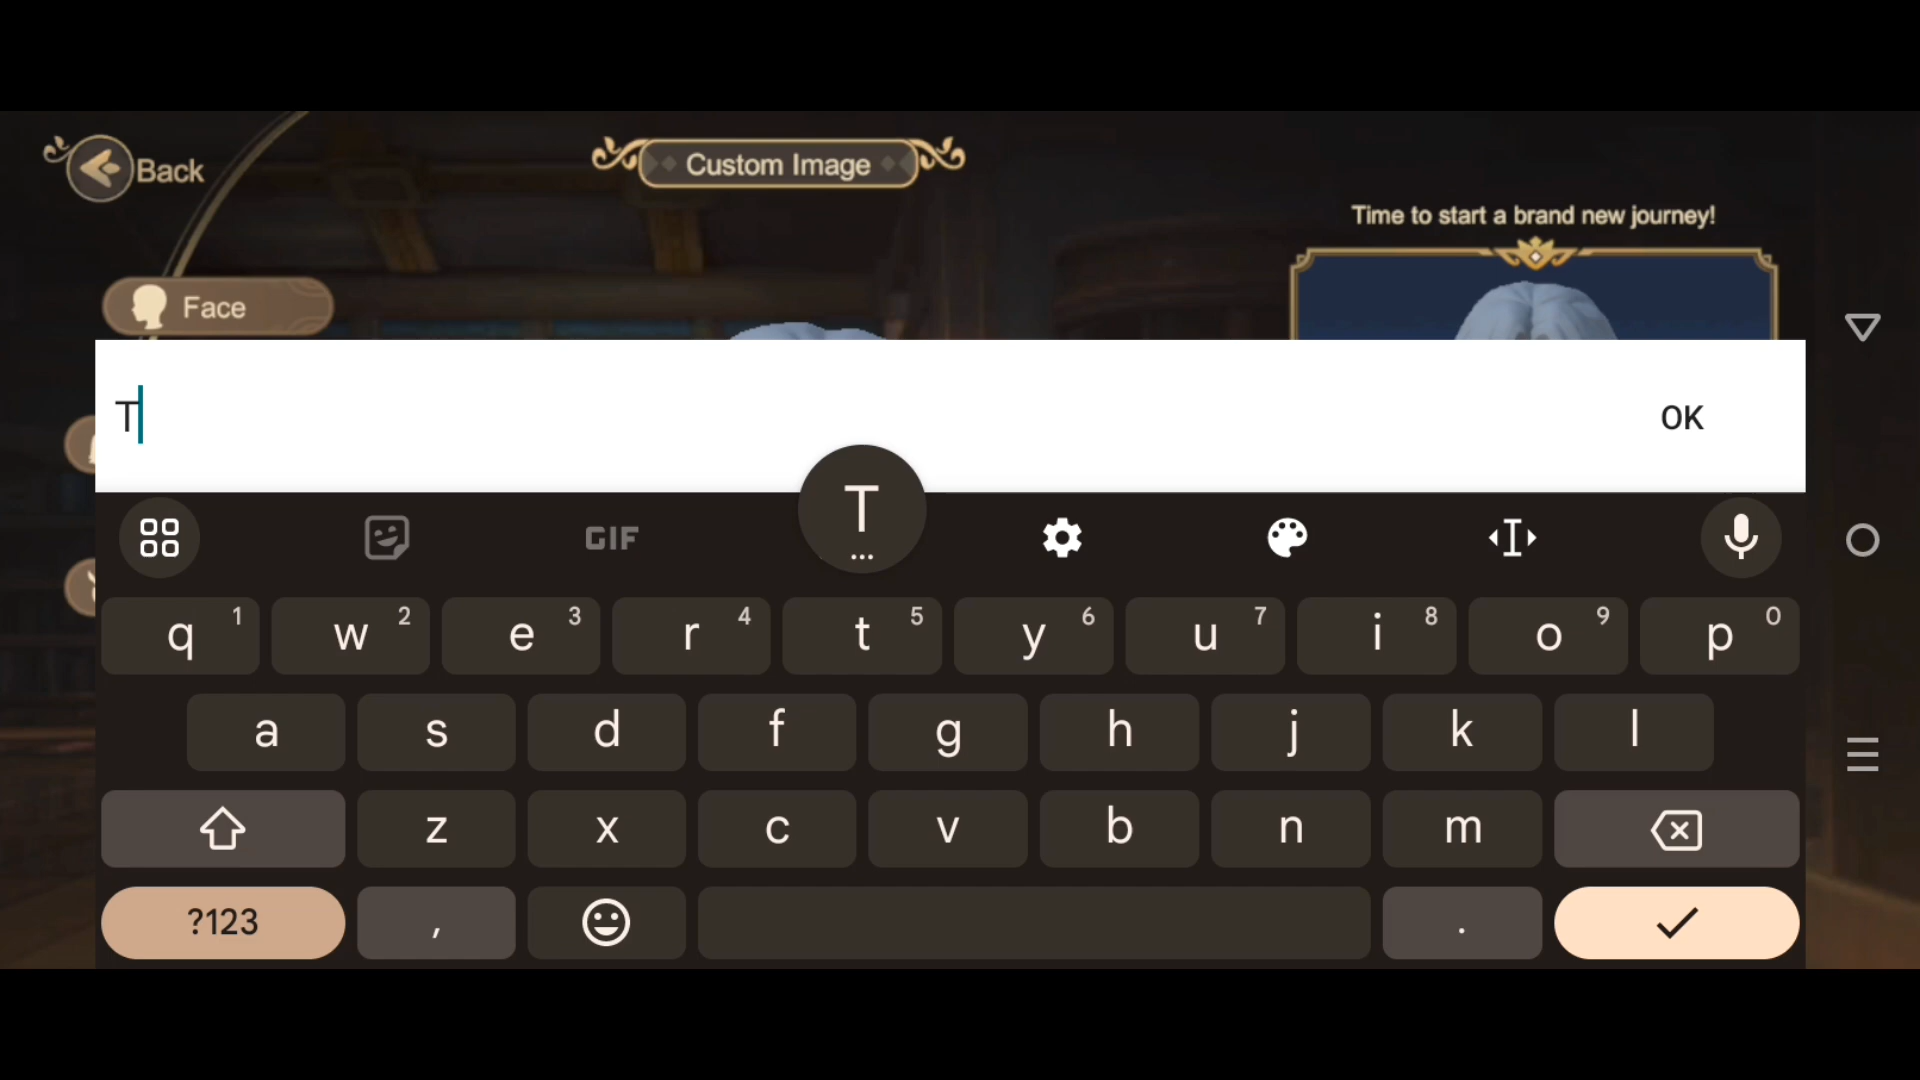 Back
Custom Image
Time to start a brand new journey!
Face
T
OK
T
...
GIF
q 1 w 2 e 3 r 4 t 5 y 6 u 7 i 8 o 9 p 0
a s d f g h j k l
z x c v b n m
?123 , .